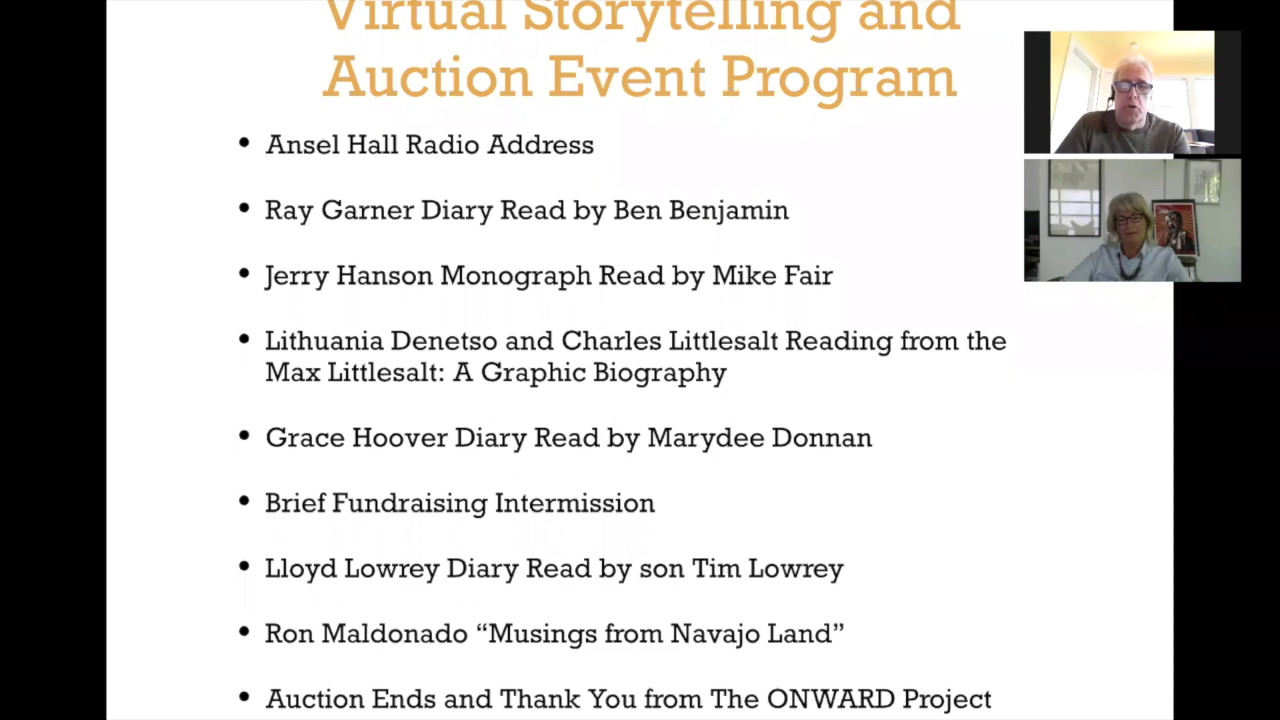 Virtual Storytelling and
Auction Event Program
• Ansel Hall Radio Address
• Ray Garner Diary Read by Ben Benjamin
• Jerry Hanson Monograph Read by Mike Fair
• Lithuania Denetso and Charles Littlesalt Reading from the
Max Littlesalt: A Graphic Biography
• Grace Hoover Diary Read by Marydee Donnan
• Brief Fundraising Intermission
• Lloyd Lowrey Diary Read by son Tim Lowrey
• Ron Maldonado “Musings from Navajo Land”
• Auction Ends and Thank You from The ONWARD Project